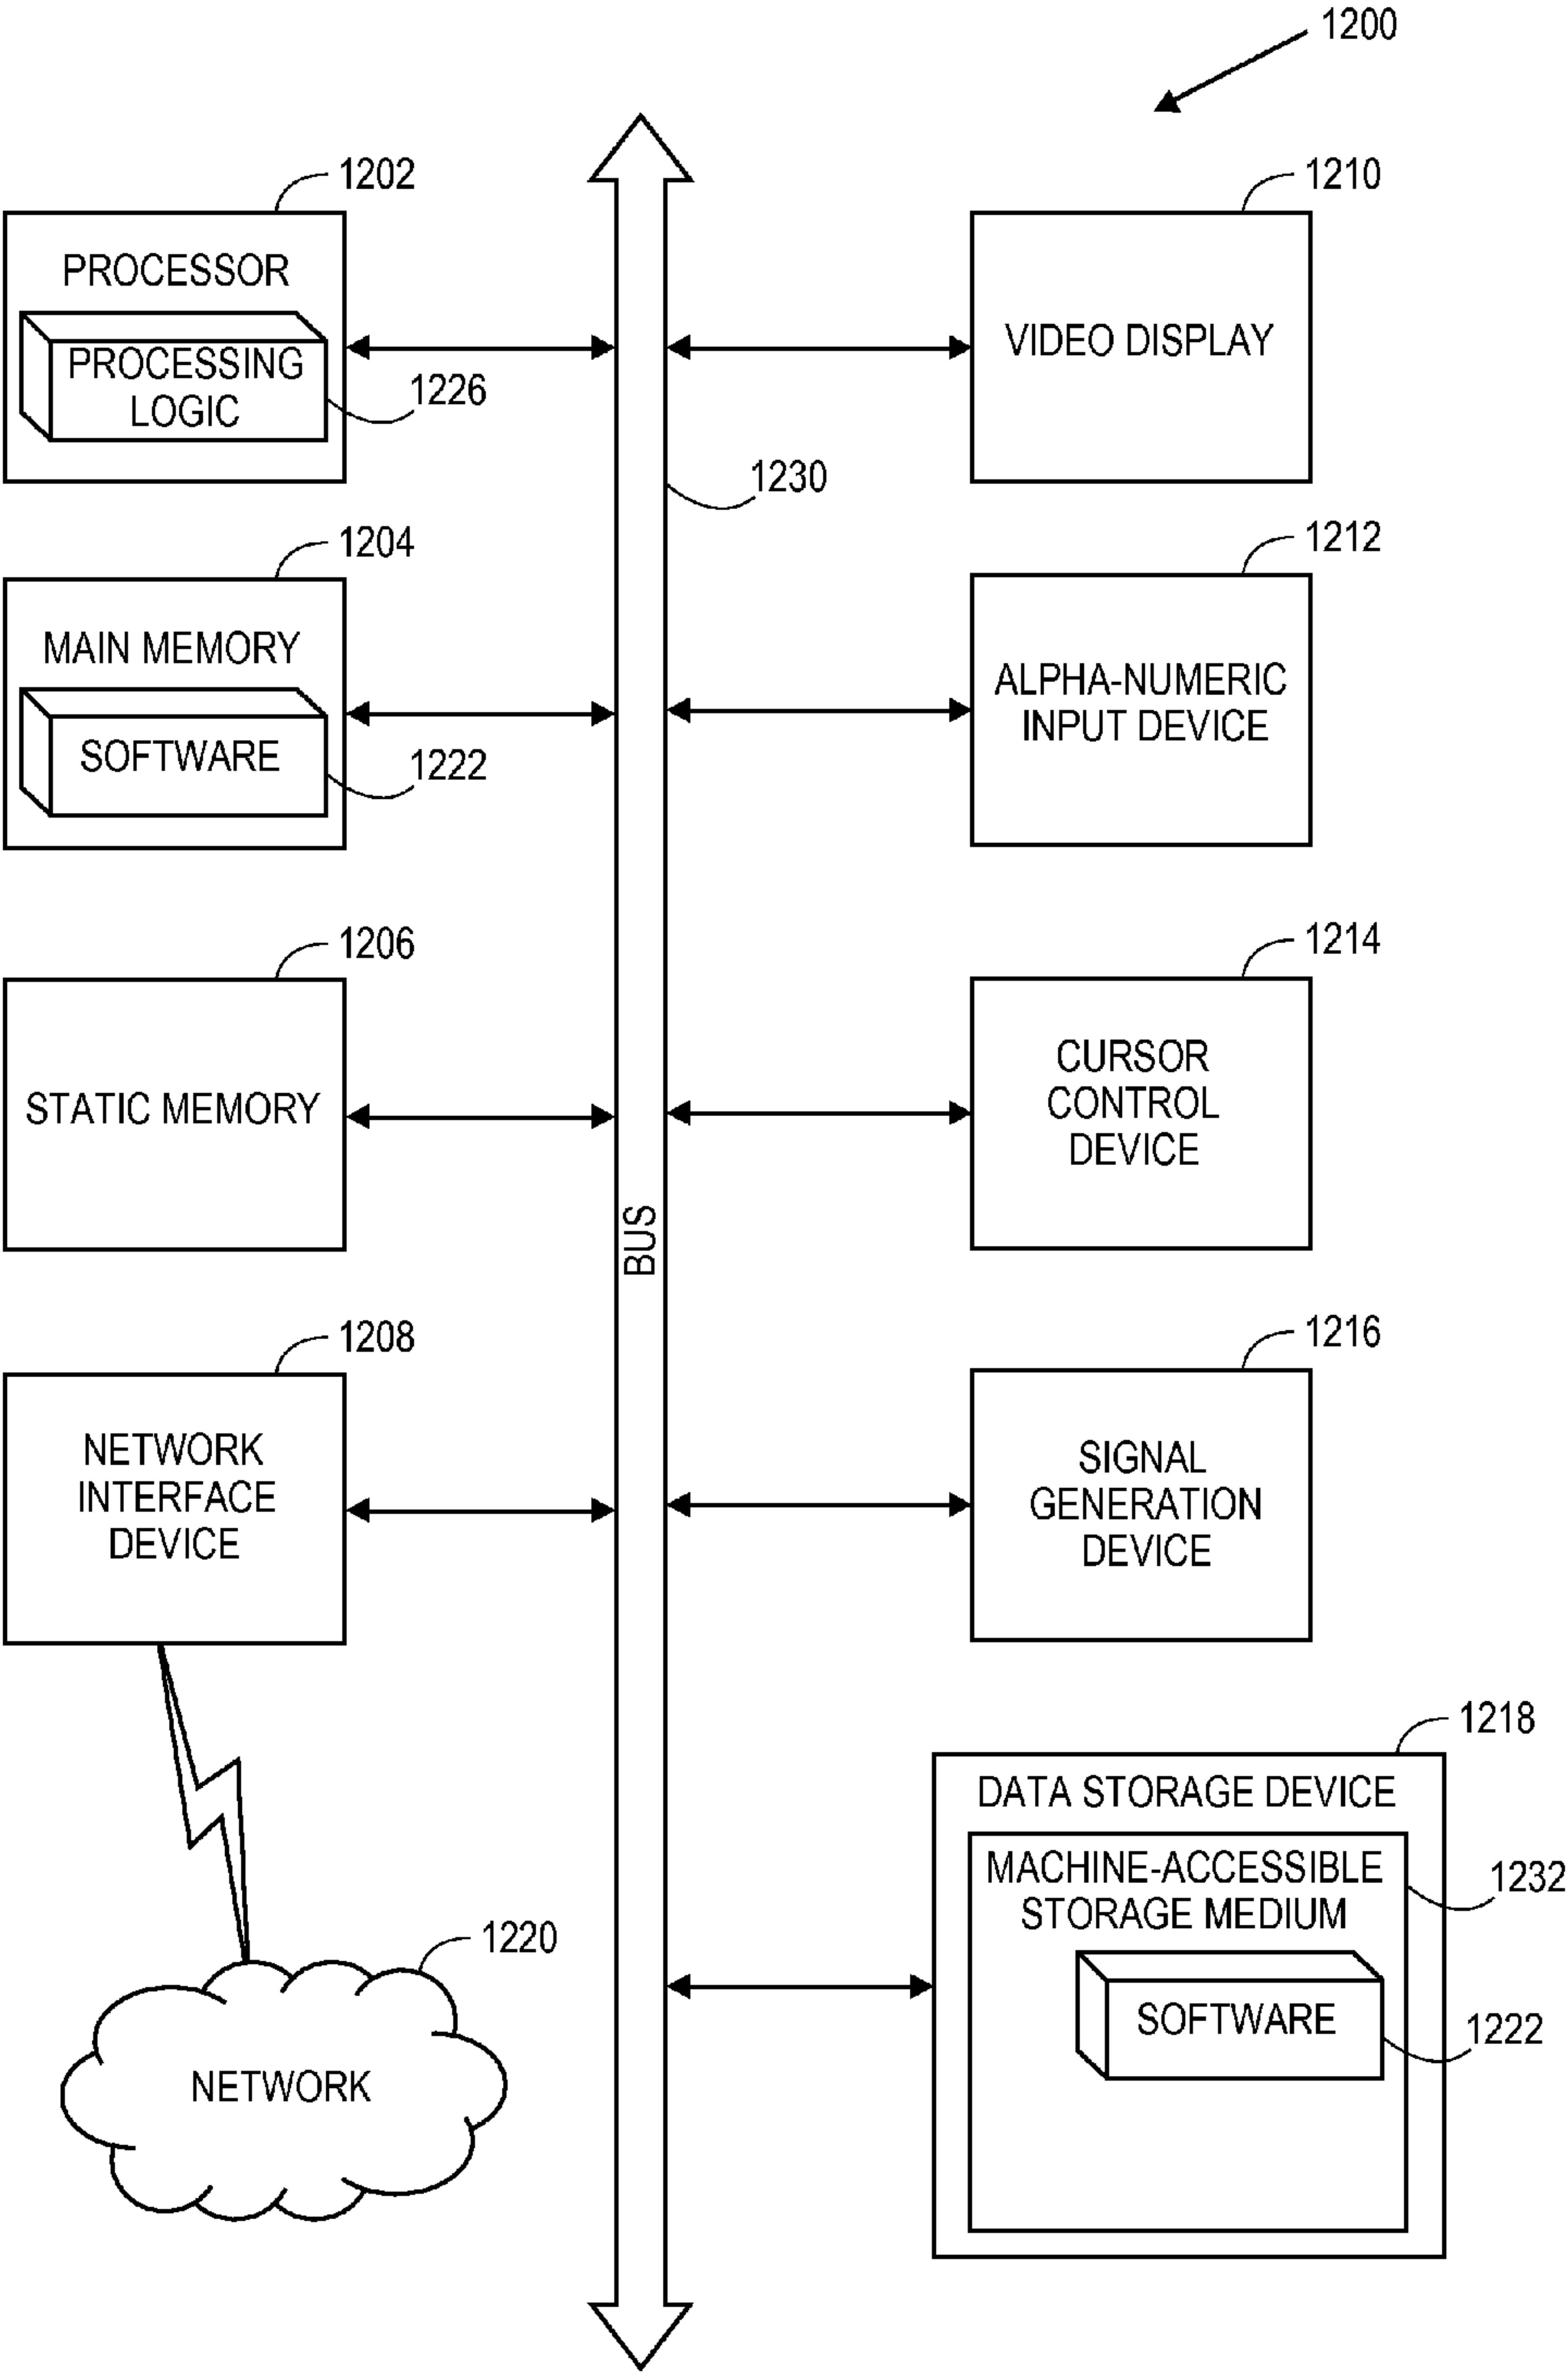 1200
1202
PROCESSOR
PROCESSING
LOGIC
1226
1204
MAIN MEMORY
SOFTWARE
1222
1206
STATIC MEMORY
1208
NETWORK
INTERFACE
DEVICE
1220
NETWORK
1230
BUS
1210
VIDEO DISPLAY
1212
ALPHA-NUMERIC
INPUT DEVICE
1214
CURSOR
CONTROL
DEVICE
1216
SIGNAL
GENERATION
DEVICE
1218
DATA STORAGE DEVICE
MACHINE-ACCESSIBLE
STORAGE MEDIUM
1232
SOFTWARE
1222